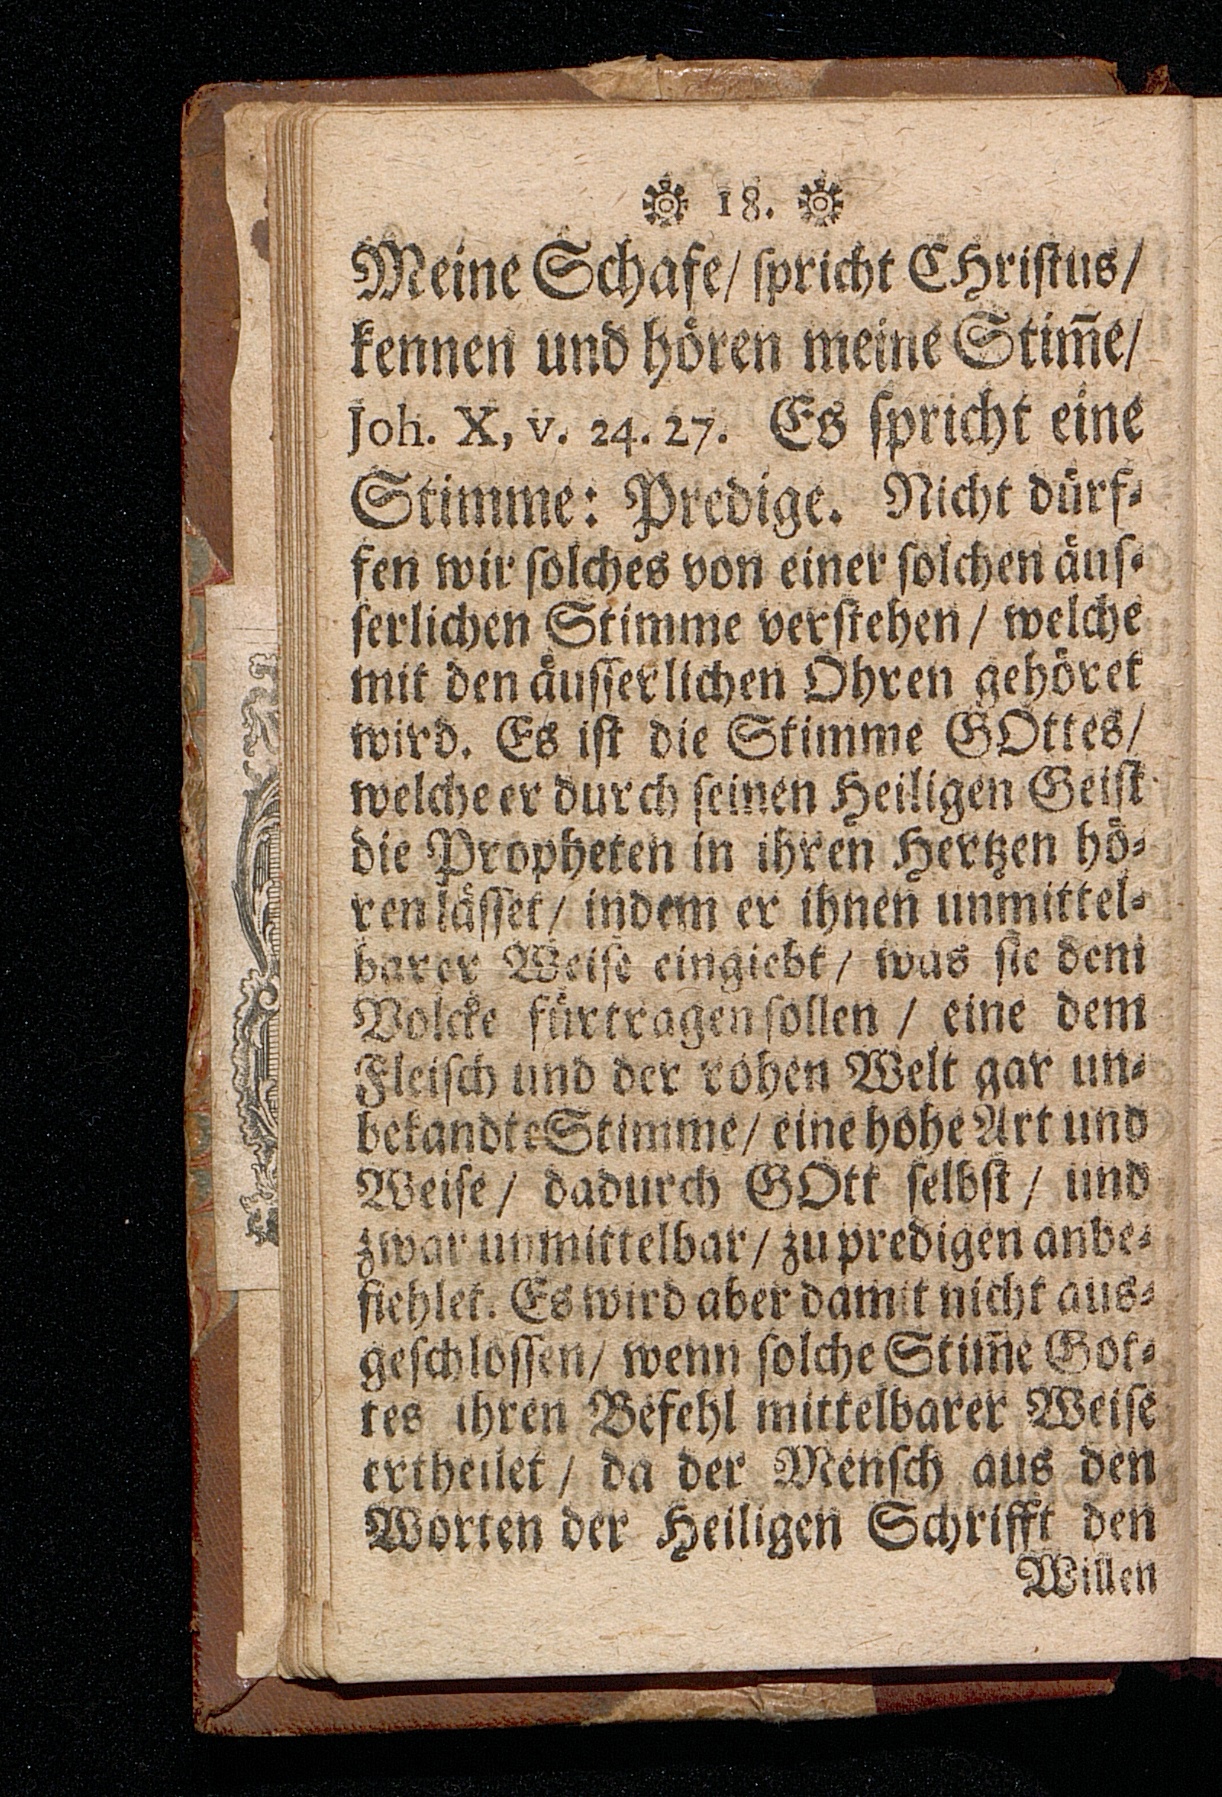 18.
Meine Schafe/ spricht CHristus/
kennen und hören meine Stim̃e/
Joh. X, v. 24. 27. Es spricht eine
Stimme: Predige. Nicht dürf-
fen wir solches von einer solchen äus-
serlichen Stimme verstehen/ welche
mit den äusserlichen Ohren gehöret
wird. Es ist die Stimme GOttes/
welche er durch seinen Heiligen Geist
die Propheten in ihren Hertzen hö-
ren lässet/ indem er ihnen unmittel-
barer Weise eingiebt/ was sie dem
Volcke fürtragen sollen/ eine dem
Fleisch und der rohen Welt gar un-
bekandte Stimme/ eine hohe Art und
Weise/ dadurch GOtt selbst/ und
zwar unmittelbar/ zu predigen anbe-
fiehlet. Es wird aber damit nicht aus-
geschlossen/ wenn solche Stim̃e Got-
tes ihren Befehl mittelbarer Weise
ertheilet/ da der Mensch aus den
Worten der Heiligen Schrifft den
Willen